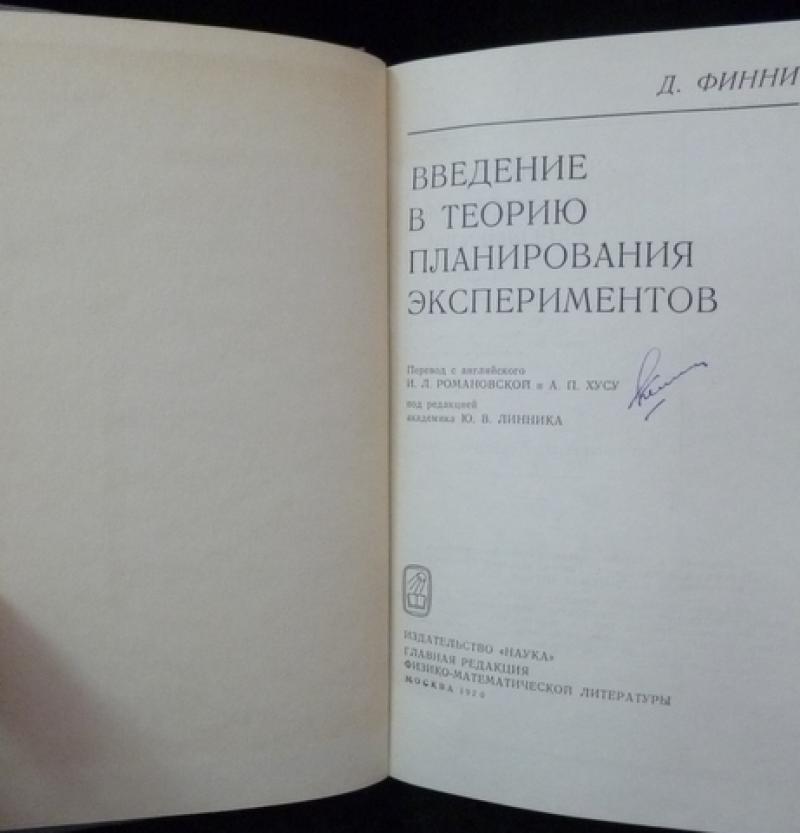 Д. ФИННИ
ВВЕДЕНИЕ
В ТЕОРИЮ
ПЛАНИРОВАНИЯ
ЭКСПЕРИМЕНТОВ
Перевод с английского
И. Л. РОМАНОВСКОЙ и А. П. ХУСУ
под редакцией
академика Ю. В. ЛИННИКА
ИЗДАТЕЛЬСТВО «НАУКА»
ГЛАВНАЯ РЕДАКЦИЯ
ФИЗИКО-МАТЕМАТИЧЕСКОЙ ЛИТЕРАТУРЫ
МОСКВА 1970